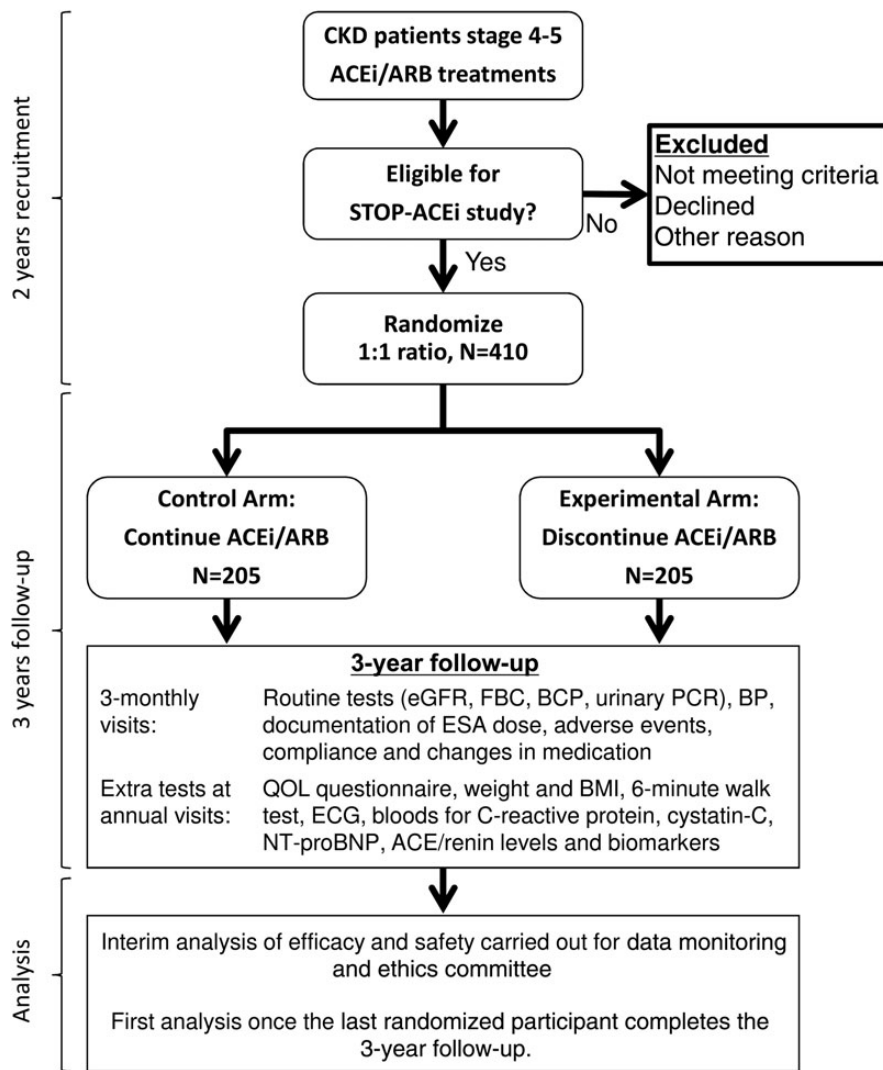 2 years recruitment
CKD patients stage 4-5
ACEi/ARB treatments
Eligible for
STOP-ACEi study?
No
Excluded
Not meeting criteria
Declined
Other reason
Yes
Randomize
1:1 ratio, N=410
3 years follow-up
Control Arm:
Continue ACEi/ARB
N=205
Experimental Arm:
Discontinue ACEi/ARB
N=205
3-year follow-up
3-monthly
visits:
Routine tests (eGFR, FBC, BCP, urinary PCR), BP,
documentation of ESA dose, adverse events,
compliance and changes in medication
Extra tests at
annual visits:
QOL questionnaire, weight and BMI, 6-minute walk
test, ECG, bloods for C-reactive protein, cystatin-C,
NT-proBNP, ACE/renin levels and biomarkers
Analysis
Interim analysis of efficacy and safety carried out for data monitoring
and ethics committee
First analysis once the last randomized participant completes the
3-year follow-up.